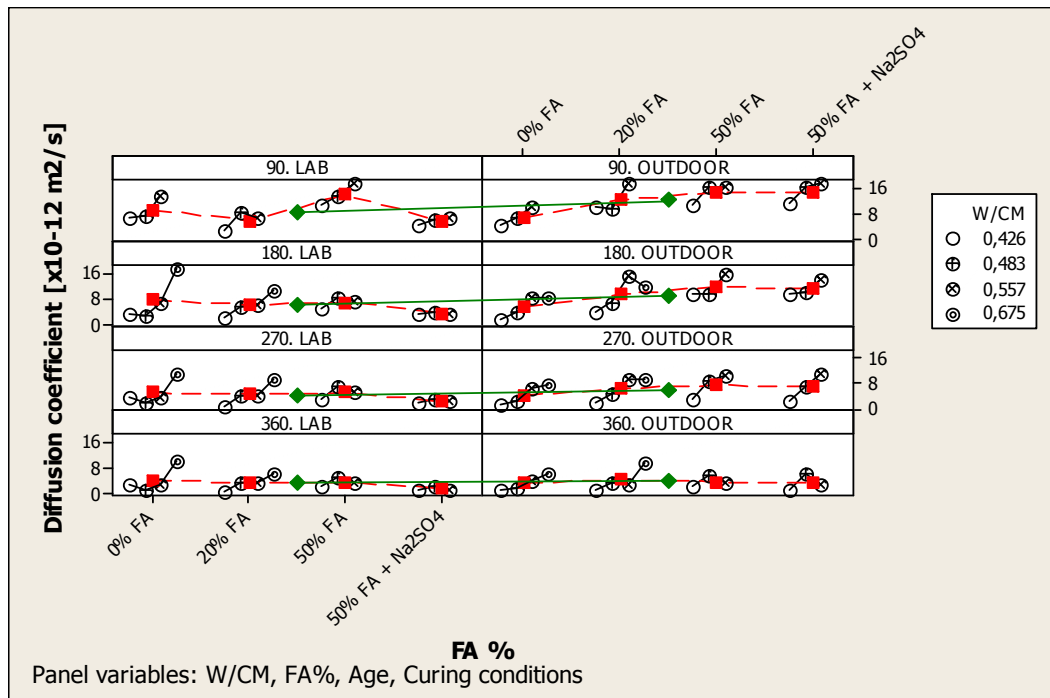 0% FA
20% FA
50% FA
50% FA + Na2SO4
Diffusion coefficient [x10-12 m2/s]
90. LAB
90. OUTDOOR
16
8
0
180. LAB
180. OUTDOOR
16
8
0
270. LAB
270. OUTDOOR
16
8
0
360. LAB
360. OUTDOOR
16
8
0
0% FA
20% FA
50% FA
50% FA + Na2SO4
FA %
W/CM
0,426
0,483
0,557
0,675
Panel variables: W/CM, FA%, Age, Curing conditions